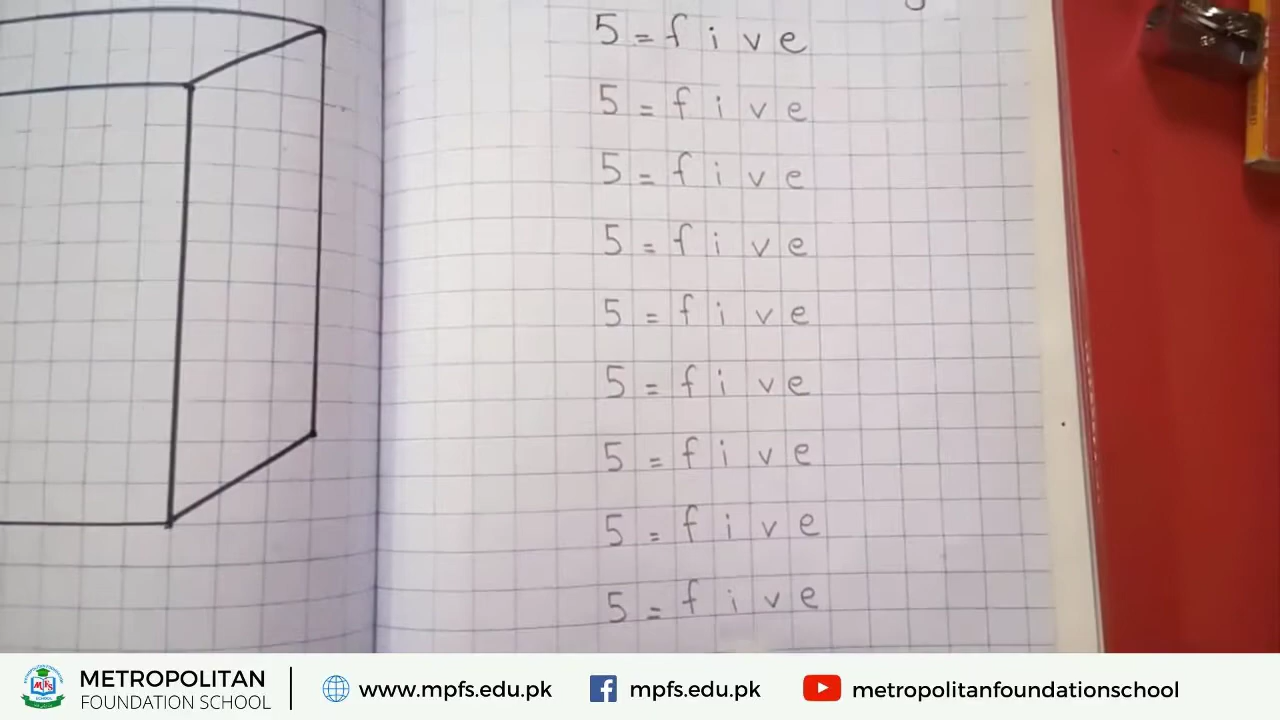 5 = five
5 = five
5 = five
5 = five
5 = five
5 = five
5 = five
5 = five
5 = five
METROPOLITAN
FOUNDATION SCHOOL
www.mpfs.edu.pk
mpfs.edu.pk
metropolitanfoundationschool